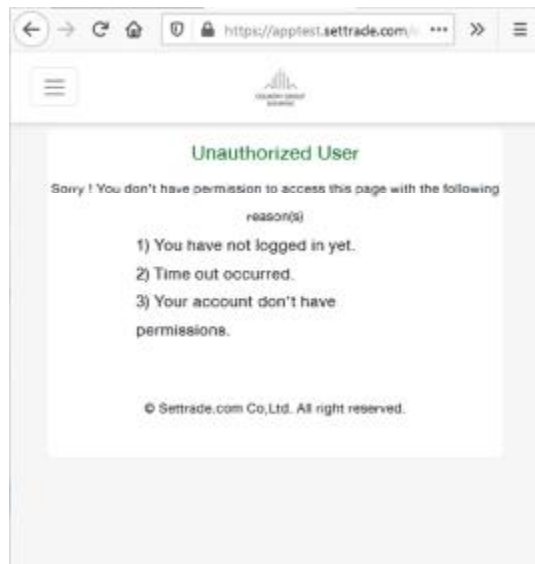 https://apptest.settrade.com/
Unauthorized User
Sorry ! You don't have permission to access this page with the following
reason(s)
1) You have not logged in yet.
2) Time out occurred.
3) Your account don't have
permissions.
© Settrade.com Co,Ltd. All right reserved.